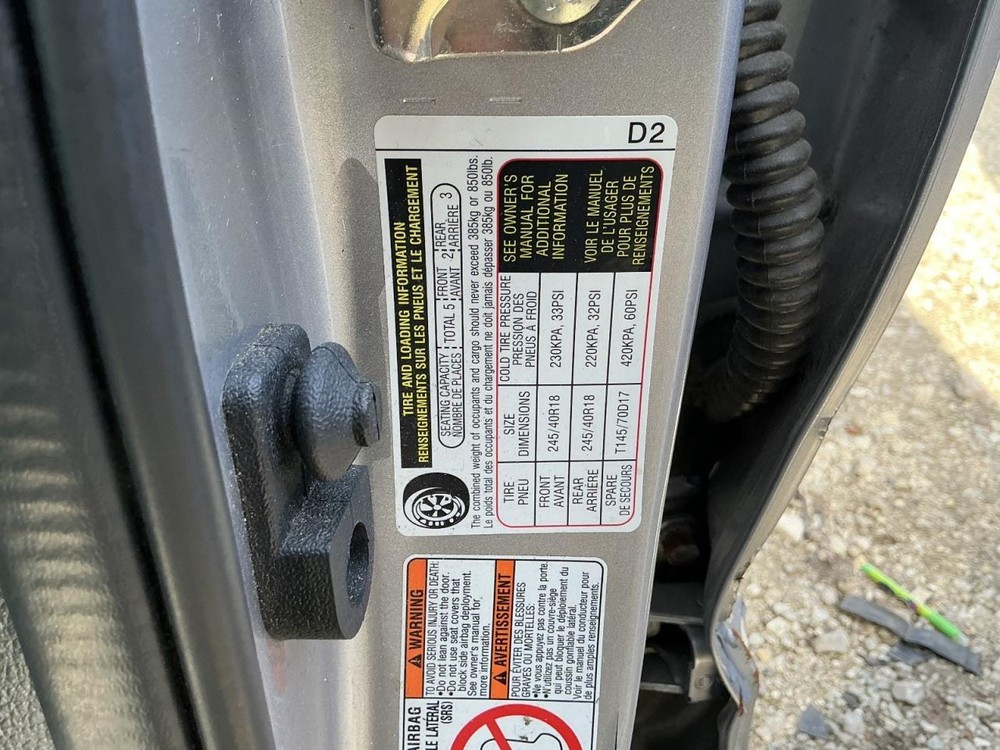 D2
TIRE AND LOADING INFORMATION
RENSEIGNEMENTS SUR LES PNEUS ET LE CHARGEMENT
SEATING CAPACITY TOTAL 5 FRONT 2 REAR 3
NOMBRE DE PLACES AVANT ARRIÈRE
The combined weight of occupants and cargo should never exceed 385kg or 850lbs.
Le poids total des occupants et du chargement ne doit jamais dépasser 385kg ou 850lb.
TIRE SIZE COLD TIRE PRESSURE
PNEU DIMENSIONS PRESSION DES
PNEUS À FROID
FRONT 245/40R18 230KPA, 33PSI
AVANT
REAR 245/40R18 220KPA, 32PSI
ARRIÈRE
SPARE T145/70D17 420KPA, 60PSI
DE SECOURS
SEE OWNER'S
MANUAL FOR
ADDITIONAL
INFORMATION
VOIR LE MANUEL
DE L'USAGER
POUR PLUS DE
RENSEIGNEMENTS
WARNING
TO AVOID SERIOUS INJURY OR DEATH:
•Do not lean against the door.
•Do not use seat covers that
block side airbag deployment.
See owner's manual for
more information.
AVERTISSEMENT
POUR ÉVITER DES BLESSURES
GRAVES OU MORTELLES:
•Ne vous appuyez pas contre la porte.
•N'utilizez pas un couvre-siège
qui peut bloquer le déploiement du
coussin gonflable latéral.
Voir le manuel du conducteur pour
de plus amples renseignements.
AIRBAG
LE LATÉRAL
(SRS)